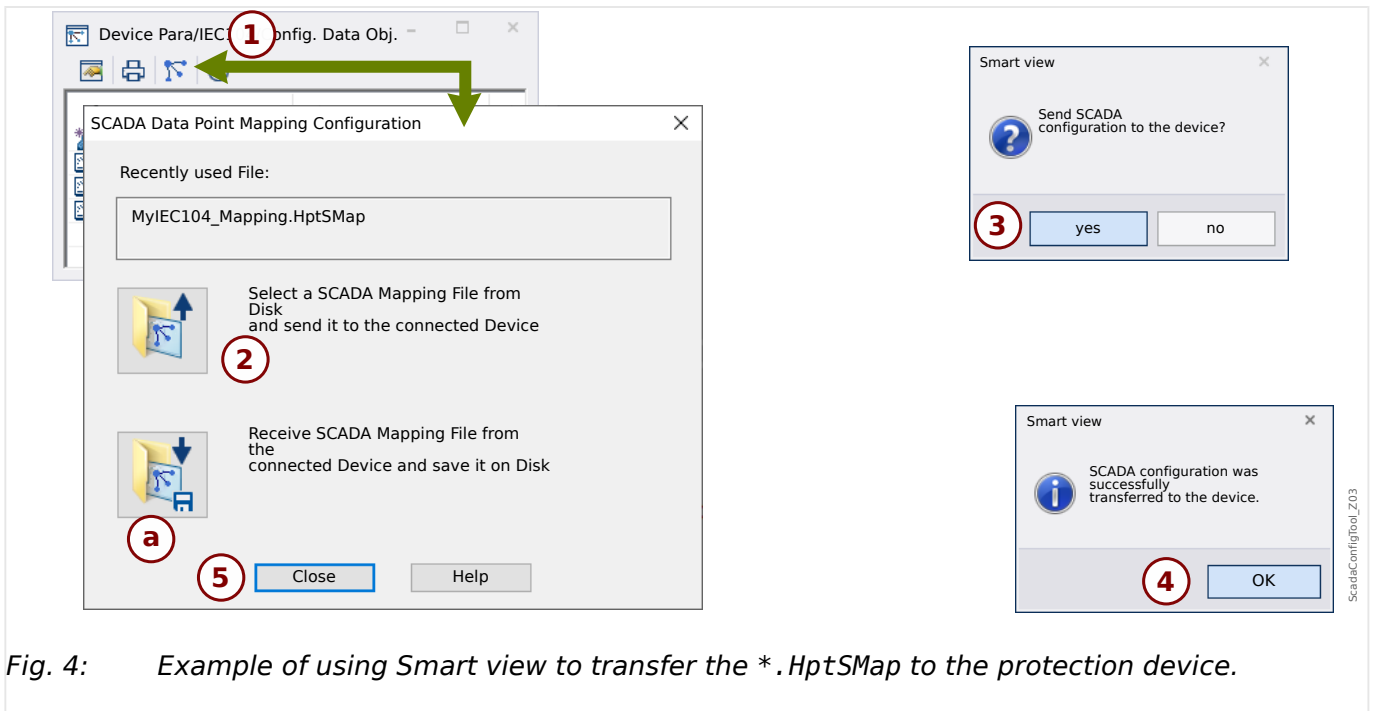 Device Para/IEC1
1
onfig. Data Obj.
SCADA Data Point Mapping Configuration
Recently used File:
MyIEC104_Mapping.HptSMap
Select a SCADA Mapping File from
Disk
and send it to the connected Device
2
Receive SCADA Mapping File from
the
connected Device and save it on Disk
a
5
Close
Help
Smart view
Send SCADA
configuration to the device?
3
yes
no
Smart view
SCADA configuration was
successfully
transferred to the device.
4
OK
ScadaConfigTool_Z03
Fig. 4: Example of using Smart view to transfer the *.HptSMap to the protection device.